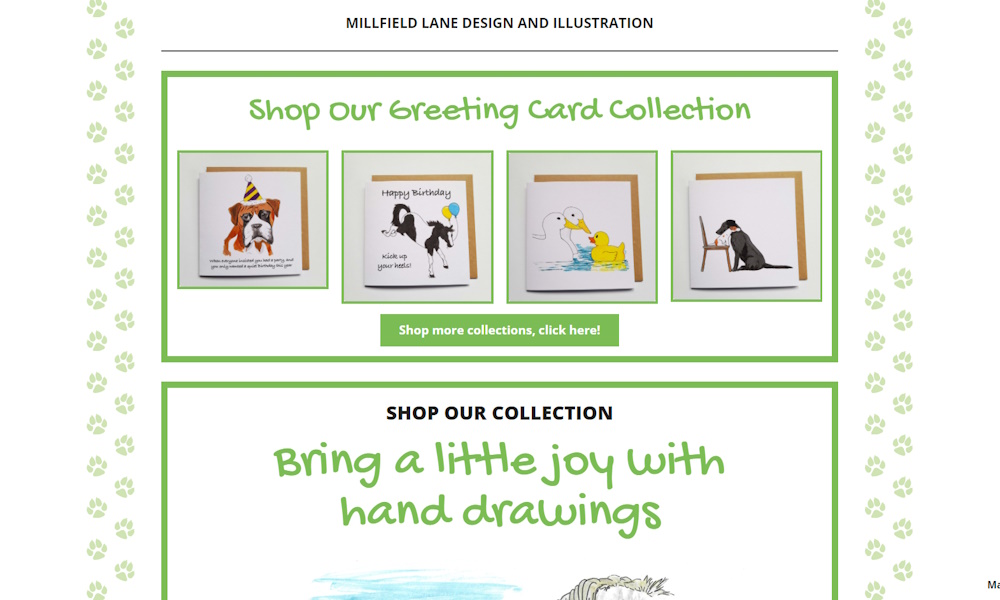 MILLFIELD LANE DESIGN AND ILLUSTRATION
Shop Our Greeting Card Collection
When everyone insisted you had a party and
you only wanted a quiet birthday this year
Happy Birthday
Kick up
your heels!
Shop more collections, click here!
SHOP OUR COLLECTION
Bring a little joy with
hand drawings
Ma